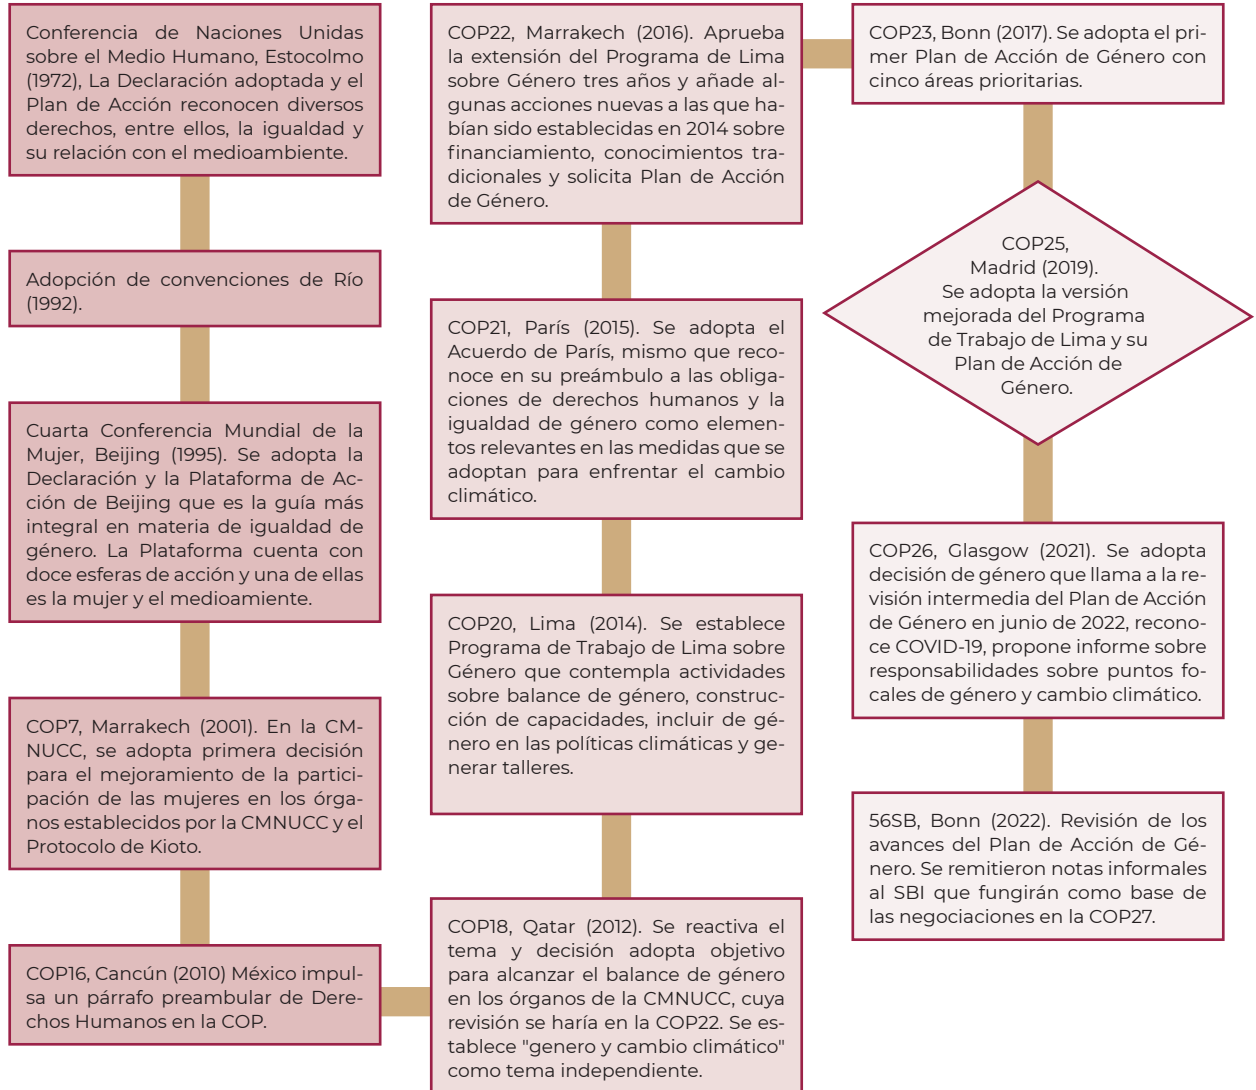 Conferencia de Naciones Unidas
sobre el Medio Humano, Estocolmo
(1972), La Declaración adoptada y el
Plan de Acción reconocen diversos
derechos, entre ellos, la igualdad y
su relación con el medioambiente.
Adopción de convenciones de Río
(1992).
Cuarta Conferencia Mundial de la
Mujer, Beijing (1995). Se adopta la
Declaración y la Plataforma de Ac-
ción de Beijing que es la guía más
integral en materia de igualdad de
género. La Plataforma cuenta con
doce esferas de acción y una de ellas
es la mujer y el medioamiente.
COP7, Marrakech (2001). En la CM-
NUCC, se adopta primera decisión
para el mejoramiento de la partici-
pación de las mujeres en los órga-
nos establecidos por la CMNUCC y el
Protocolo de Kioto.
COP16, Cancún (2010) México impul-
sa un párrafo preambular de Dere-
chos Humanos en la COP.
COP18, Qatar (2012). Se reactiva el
tema y decisión adopta objetivo
para alcanzar el balance de género
en los órganos de la CMNUCC, cuya
revisión se haría en la COP22. Se es-
tablece "genero y cambio climático"
como tema independiente.
COP20, Lima (2014). Se establece
Programa de Trabajo de Lima sobre
Género que contempla actividades
sobre balance de género, construc-
ción de capacidades, incluir de gé-
nero en las políticas climáticas y ge-
nerar talleres.
COP21, París (2015). Se adopta el
Acuerdo de París, mismo que reco-
noce en su preámbulo a las obliga-
ciones de derechos humanos y la
igualdad de género como elemen-
tos relevantes en las medidas que se
adoptan para enfrentar el cambio
climático.
COP22, Marrakech (2016). Aprueba
la extensión del Programa de Lima
sobre Género tres años y añade al-
gunas acciones nuevas a las que ha-
bían sido establecidas en 2014 sobre
financiamiento, conocimientos tra-
dicionales y solicita Plan de Acción
de Género.
COP23, Bonn (2017). Se adopta el pri-
mer Plan de Acción de Género con
cinco áreas prioritarias.
COP25,
Madrid (2019).
Se adopta la versión
mejorada del Programa
de Trabajo de Lima y su
Plan de Acción de
Género.
COP26, Glasgow (2021). Se adopta
decisión de género que llama a la re-
visión intermedia del Plan de Acción
de Género en junio de 2022, recono-
ce COVID-19, propone informe sobre
responsabilidades sobre puntos fo-
cales de género y cambio climático.
56SB, Bonn (2022). Revisión de los
avances del Plan de Acción de Gé-
nero. Se remitieron notas informales
al SBI que fungirán como base de
las negociaciones en la COP27.